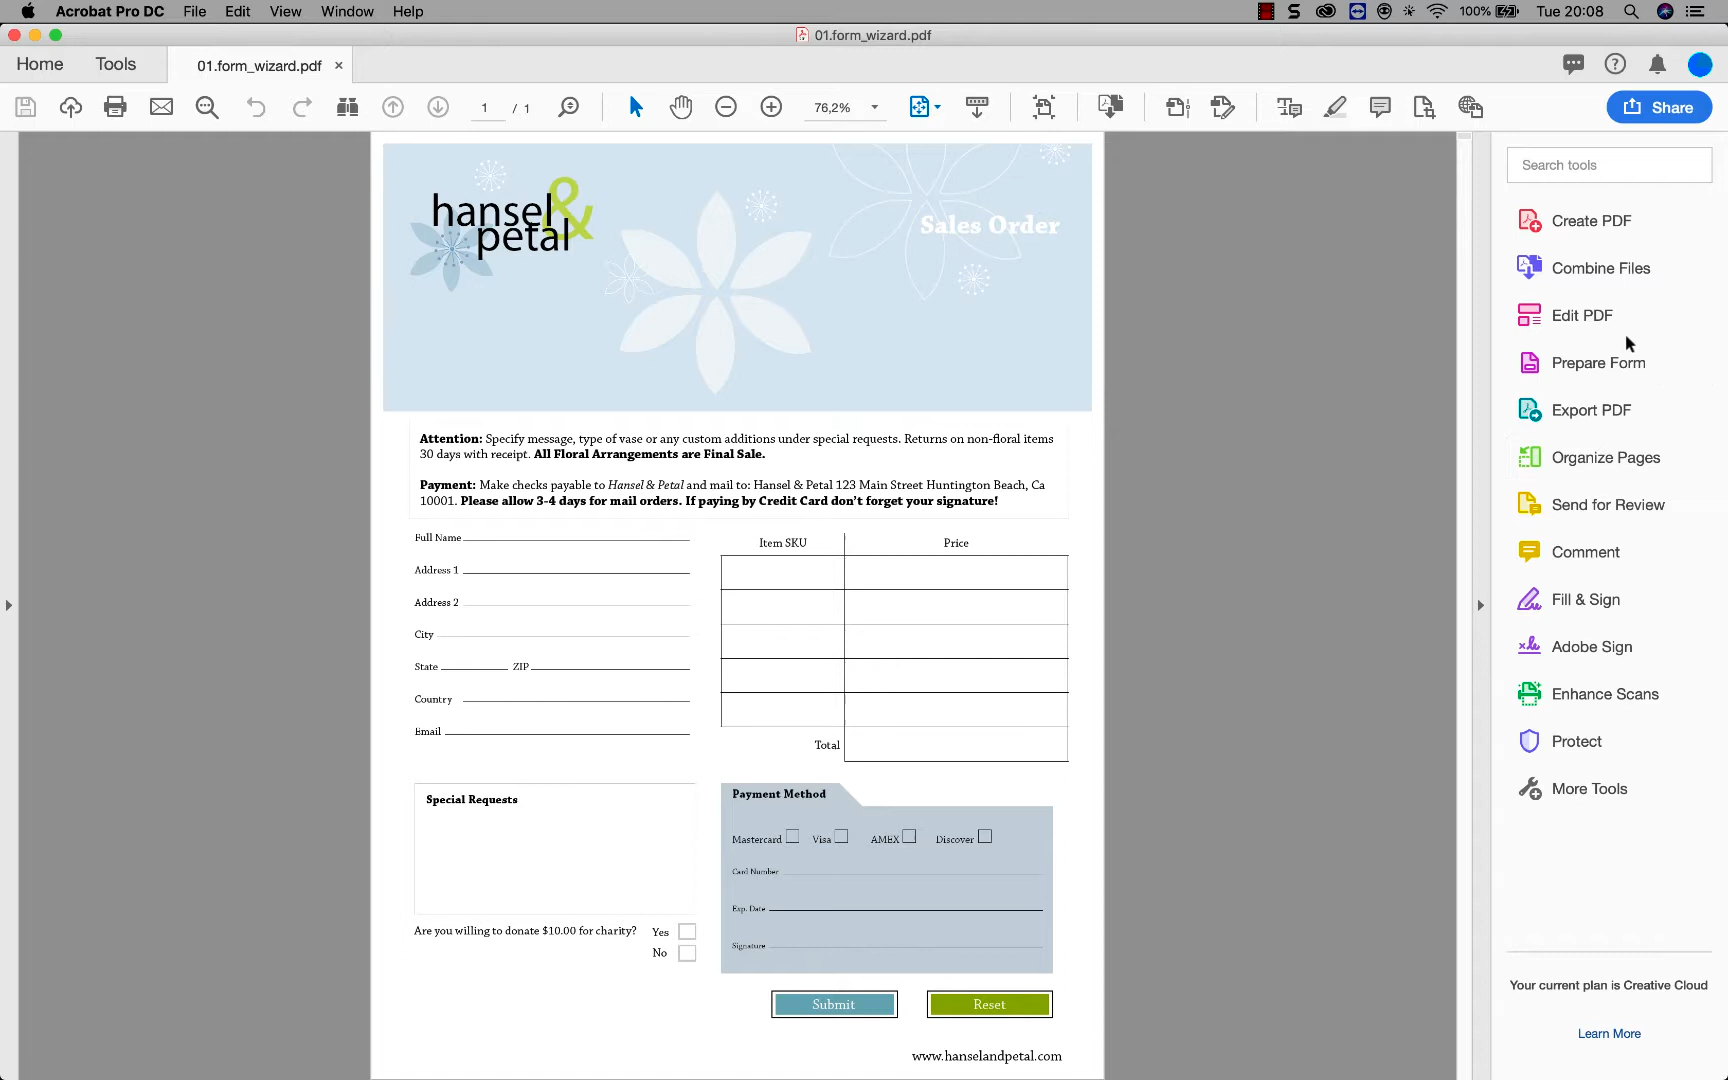 Acrobat Pro DC File Edit View Window Help 100% Tue 20:08
01.form_wizard.pdf
Home Tools 01.form_wizard.pdf ×
1 / 1 76,2% Share
hansel &
petal
Sales Order
Attention: Specify message, type of vase or any custom additions under special requests. Returns on non-floral items
30 days with receipt. All Floral Arrangements are Final Sale.
Payment: Make checks payable to Hansel & Petal and mail to: Hansel & Petal 123 Main Street Huntington Beach, Ca
10001. Please allow 3-4 days for mail orders. If paying by Credit Card don't forget your signature!
Full Name
Address 1
Address 2
City
State ZIP
Country
Email
Item SKU Price
Total
Special Requests
Are you willing to donate $10.00 for charity? Yes
No
Payment Method
Mastercard Visa AMEX Discover
Card Number
Exp. Date
Signature
Submit Reset
www.hanselandpetal.com
Search tools
Create PDF
Combine Files
Edit PDF
Prepare Form
Export PDF
Organize Pages
Send for Review
Comment
Fill & Sign
Adobe Sign
Enhance Scans
Protect
More Tools
Your current plan is Creative Cloud
Learn More